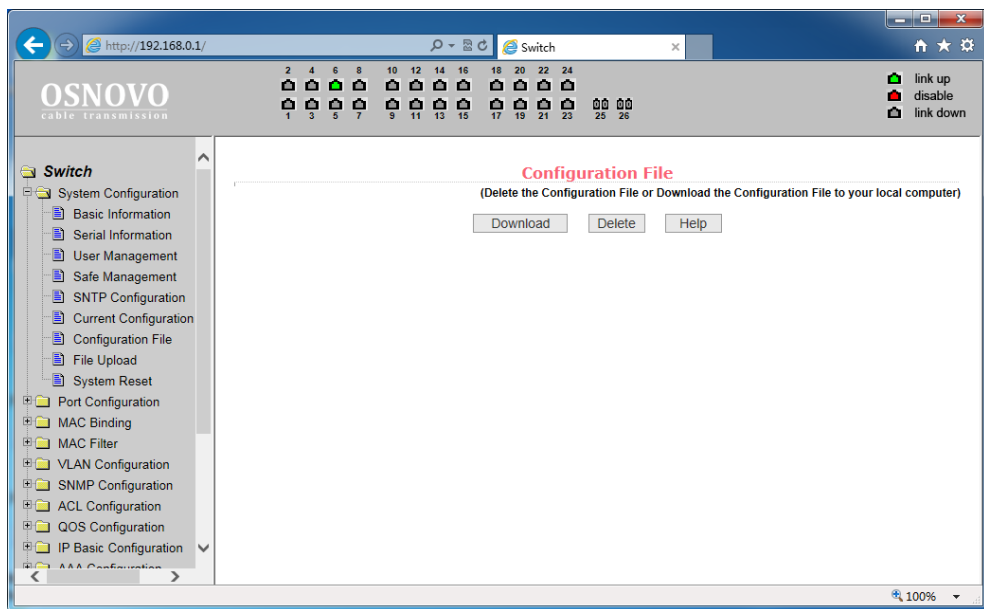 http://192.168.0.1/
Switch
OSNOVO
cable transmission
2 4 6 8 10 12 14 16 18 20 22 24
1 3 5 7 9 11 13 15 17 19 21 23 25 26
link up
disable
link down
Switch
System Configuration
Basic Information
Serial Information
User Management
Safe Management
SNTP Configuration
Current Configuration
Configuration File
File Upload
System Reset
Port Configuration
MAC Binding
MAC Filter
VLAN Configuration
SNMP Configuration
ACL Configuration
QOS Configuration
IP Basic Configuration
AAA Configuration
Configuration File
(Delete the Configuration File or Download the Configuration File to your local computer)
Download Delete Help
100%